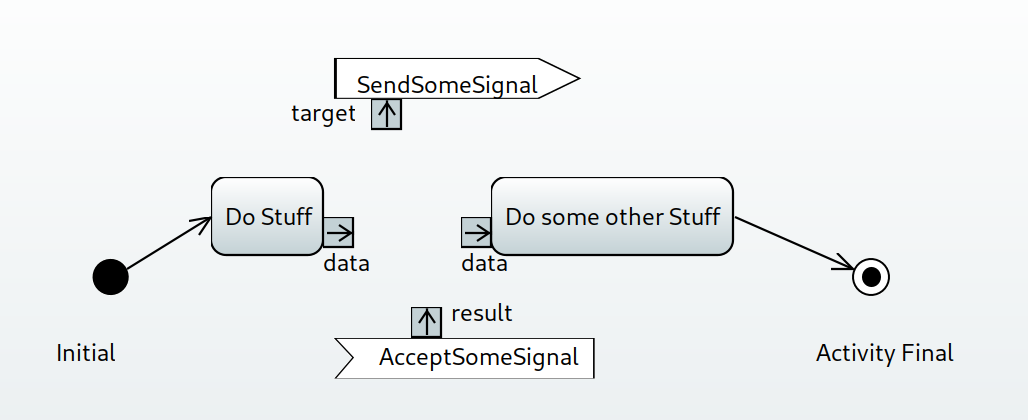 SendSomeSignal
target
Do Stuff
Do some other Stuff
data
data
result
Initial
AcceptSomeSignal
Activity Final